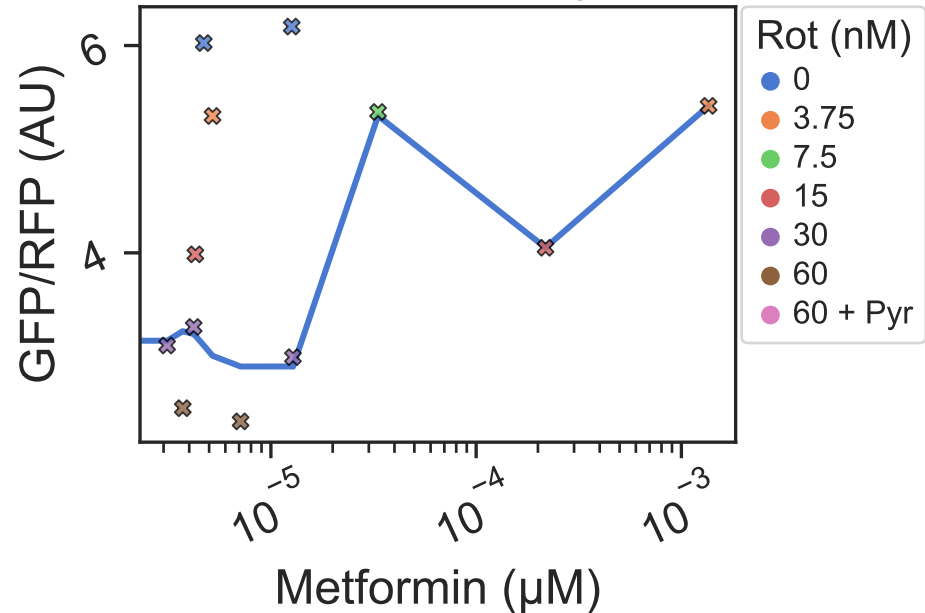 GFP/RFP (AU)
6
4
10⁻⁵
10⁻⁴
10⁻³
Metformin (μM)
Rot (nM)
0
3.75
7.5
15
30
60
60 + Pyr